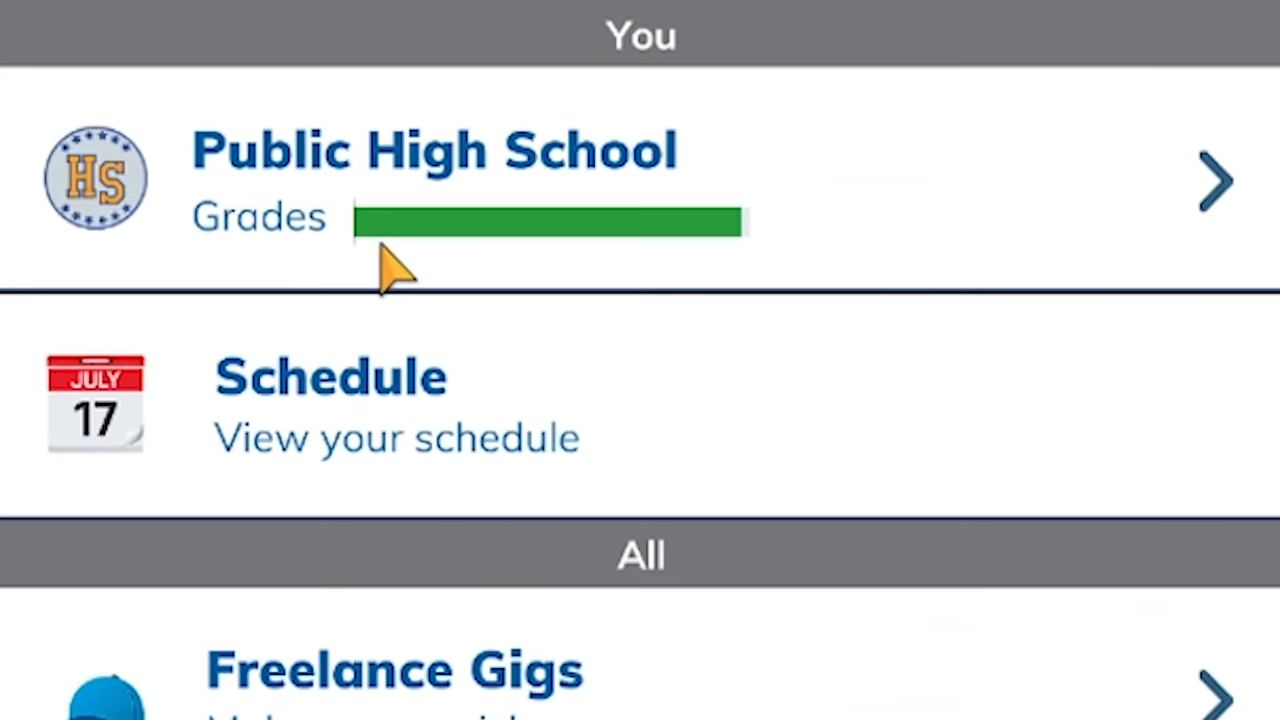 You
HS
Public High School
Grades
JULY
17
Schedule
View your schedule
All
Freelance Gigs